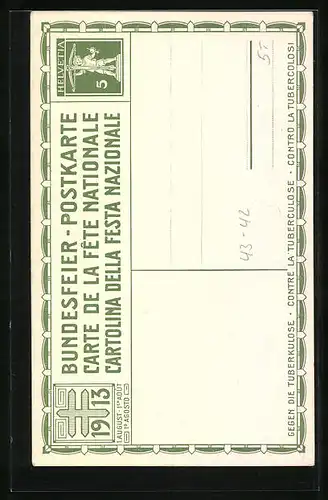 HELVETIA
5
BUNDESFEIER - POSTKARTE
CARTE DE LA FÊTE NATIONALE
CARTOLINA DELLA FESTA NAZIONALE
1913
1. AUGUST · 1ER AOÛT
1º AGOSTO
5.-
43-42
GEGEN DIE TUBERKULOSE · CONTRE LA TUBERCULOSE · CONTRO LA TUBERCOLOSI